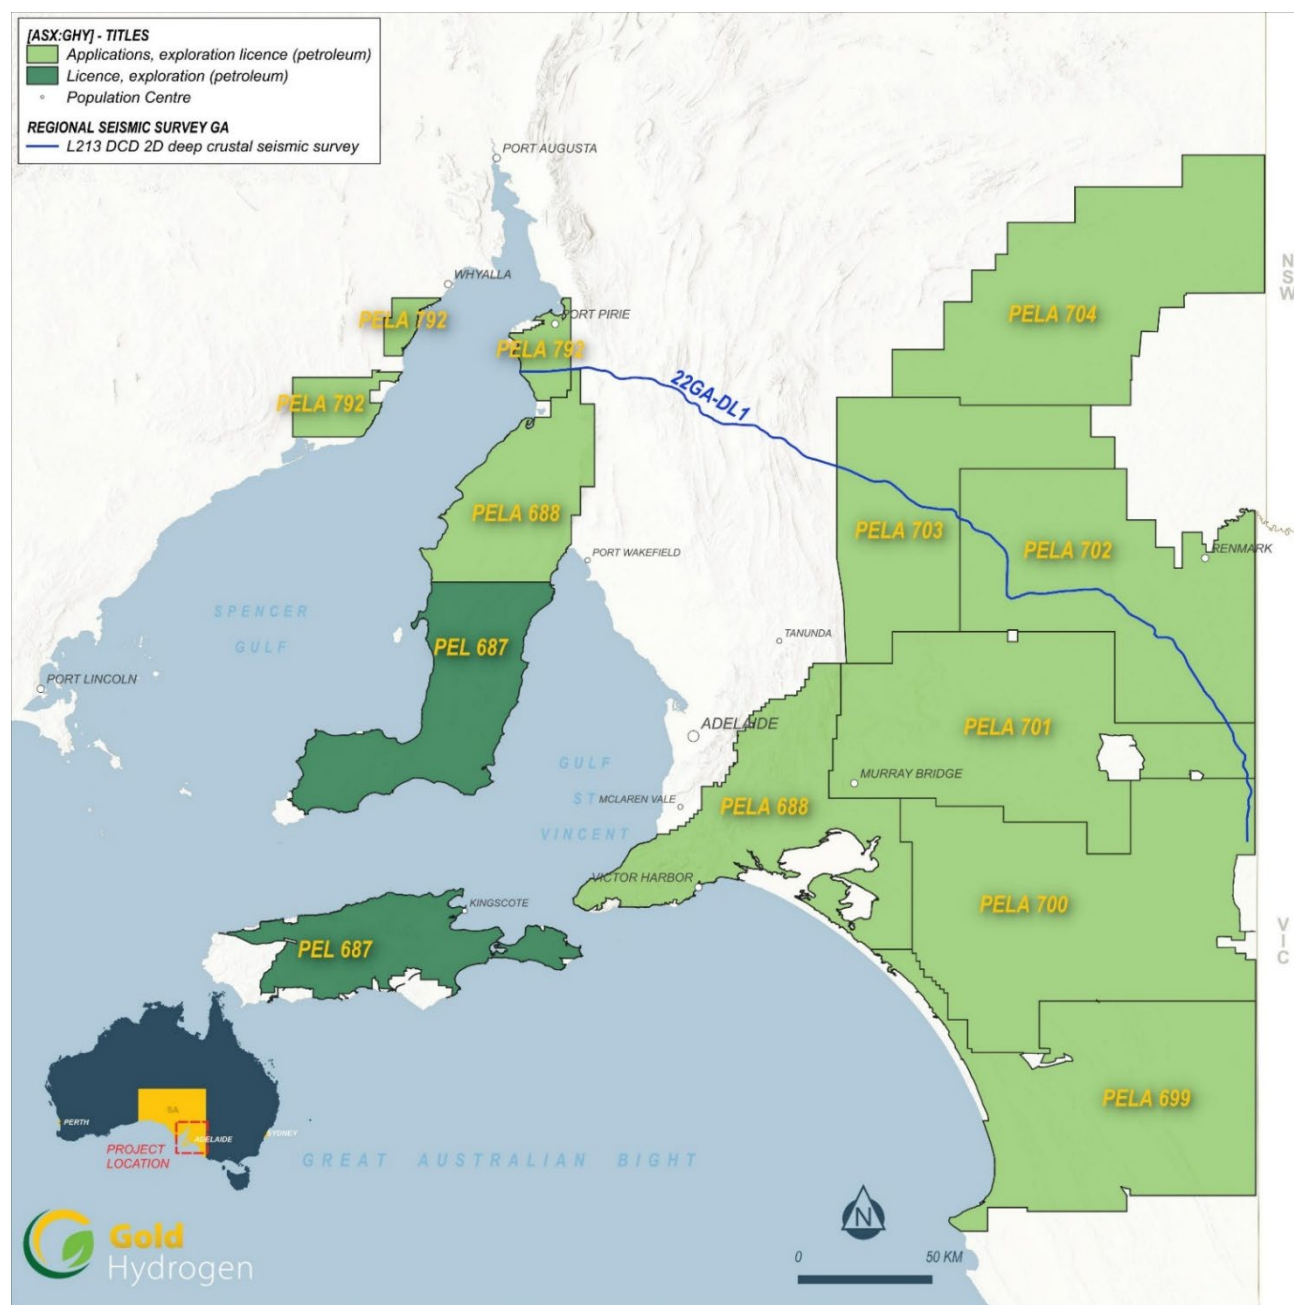 [ASX:GHY] - TITLES
Applications, exploration licence (petroleum)
Licence, exploration (petroleum)
Population Centre
REGIONAL SEISMIC SURVEY GA
L213 DCD 2D deep crustal seismic survey
PORT AUGUSTA
WHYALLA
NSW
PELA 792
PORT PIRIE
PELA 704
PELA 792
PELA 792
22GA-DL1
PELA 688
PELA 703
PELA 702
RENMARK
PORT WAKEFIELD
SPENCER
GULF
PEL 687
TANUNDA
PORT LINCOLN
ADELAIDE
PELA 701
GULF
ST
VINCENT
MCLAREN VALE
PELA 688
MURRAY BRIDGE
VICTOR HARBOR
KINGSCOTE
PELA 700
VIC
PEL 687
PELA 699
SA
PERTH
ADELAIDE
SYDNEY
PROJECT
LOCATION
GREAT AUSTRALIAN BIGHT
Gold
Hydrogen
N
0 50 KM